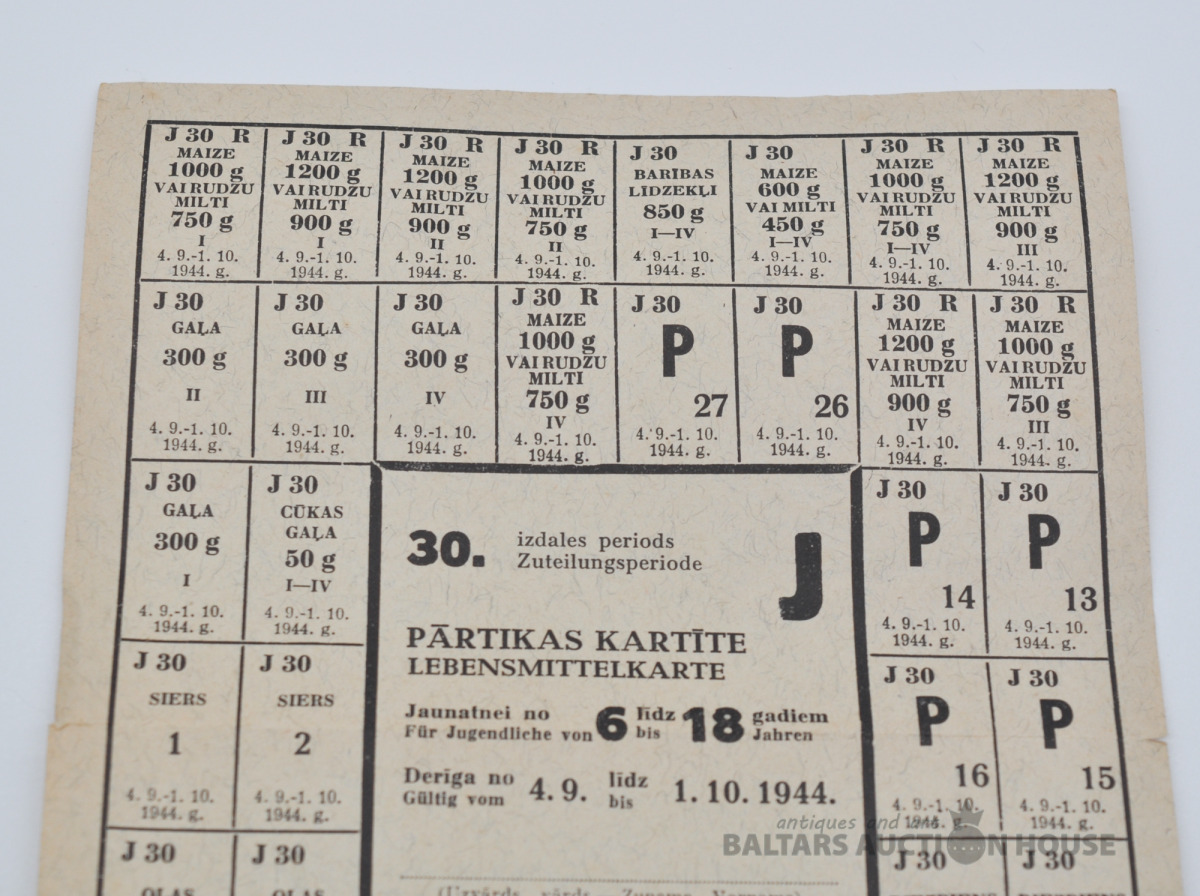 J 30 R
MAIZE
1000 g
VAI RUDZU
MILTI
750 g
I
4. 9.-1. 10.
1944. g.
J 30 R
MAIZE
1200 g
VAI RUDZU
MILTI
900 g
I
4. 9.-1. 10.
1944. g.
J 30 R
MAIZE
1200 g
VAI RUDZU
MILTI
900 g
II
4. 9.-1. 10.
1944. g.
J 30 R
MAIZE
1000 g
VAI RUDZU
MILTI
750 g
II
4. 9.-1. 10.
1944. g.
J 30
BARĪBAS
LĪDZEKĻI
850 g
I—IV
4. 9.-1. 10.
1944. g.
J 30
MAIZE
600 g
VAI MILTI
450 g
I—IV
4. 9.-1. 10.
1944. g.
J 30 R
MAIZE
1000 g
VAI RUDZU
MILTI
750 g
I—IV
4. 9.-1. 10.
1944. g.
J 30 R
MAIZE
1200 g
VAI RUDZU
MILTI
900 g
III
4. 9.-1. 10.
1944. g.
J 30
GAĻA
300 g
II
4. 9.-1. 10.
1944. g.
J 30
GAĻA
300 g
III
4. 9.-1. 10.
1944. g.
J 30
GAĻA
300 g
IV
4. 9.-1. 10.
1944. g.
J 30 R
MAIZE
1000 g
VAI RUDZU
MILTI
750 g
IV
4. 9.-1. 10.
1944. g.
J 30
P
27
4. 9.-1. 10.
1944. g.
J 30
P
26
4. 9.-1. 10.
1944. g.
J 30 R
MAIZE
1200 g
VAI RUDZU
MILTI
900 g
IV
4. 9.-1. 10.
1944. g.
J 30 R
MAIZE
1000 g
VAI RUDZU
MILTI
750 g
III
4. 9.-1. 10.
1944. g.
J 30
GAĻA
300 g
I
4. 9.-1. 10.
1944. g.
J 30
CŪKAS
GAĻA
50 g
I—IV
4. 9.-1. 10.
1944. g.
30. izdales periods
Zuteilungsperiode
J
PĀRTIKAS KARTĪTE
LEBENSMITTELKARTE
Jaunatnei no 6 līdz 18 gadiem
Für Jugendliche von bis Jahren
Derīga no 4. 9. līdz 1. 10. 1944.
Gültig vom bis
(Uzvārds, vārds — Zuname, Vorname)
J 30
P
14
4. 9.-1. 10.
1944. g.
J 30
P
13
4. 9.-1. 10.
1944. g.
J 30
SIERS
1
4. 9.-1. 10.
1944. g.
J 30
SIERS
2
4. 9.-1. 10.
1944. g.
J 30
P
16
4. 9.-1. 10.
1944. g.
J 30
P
15
4. 9.-1. 10.
1944. g.
J 30
OLAS
J 30
OLAS
J 30
J 30
antiques and arts
BALTARS AUCTION HOUSE